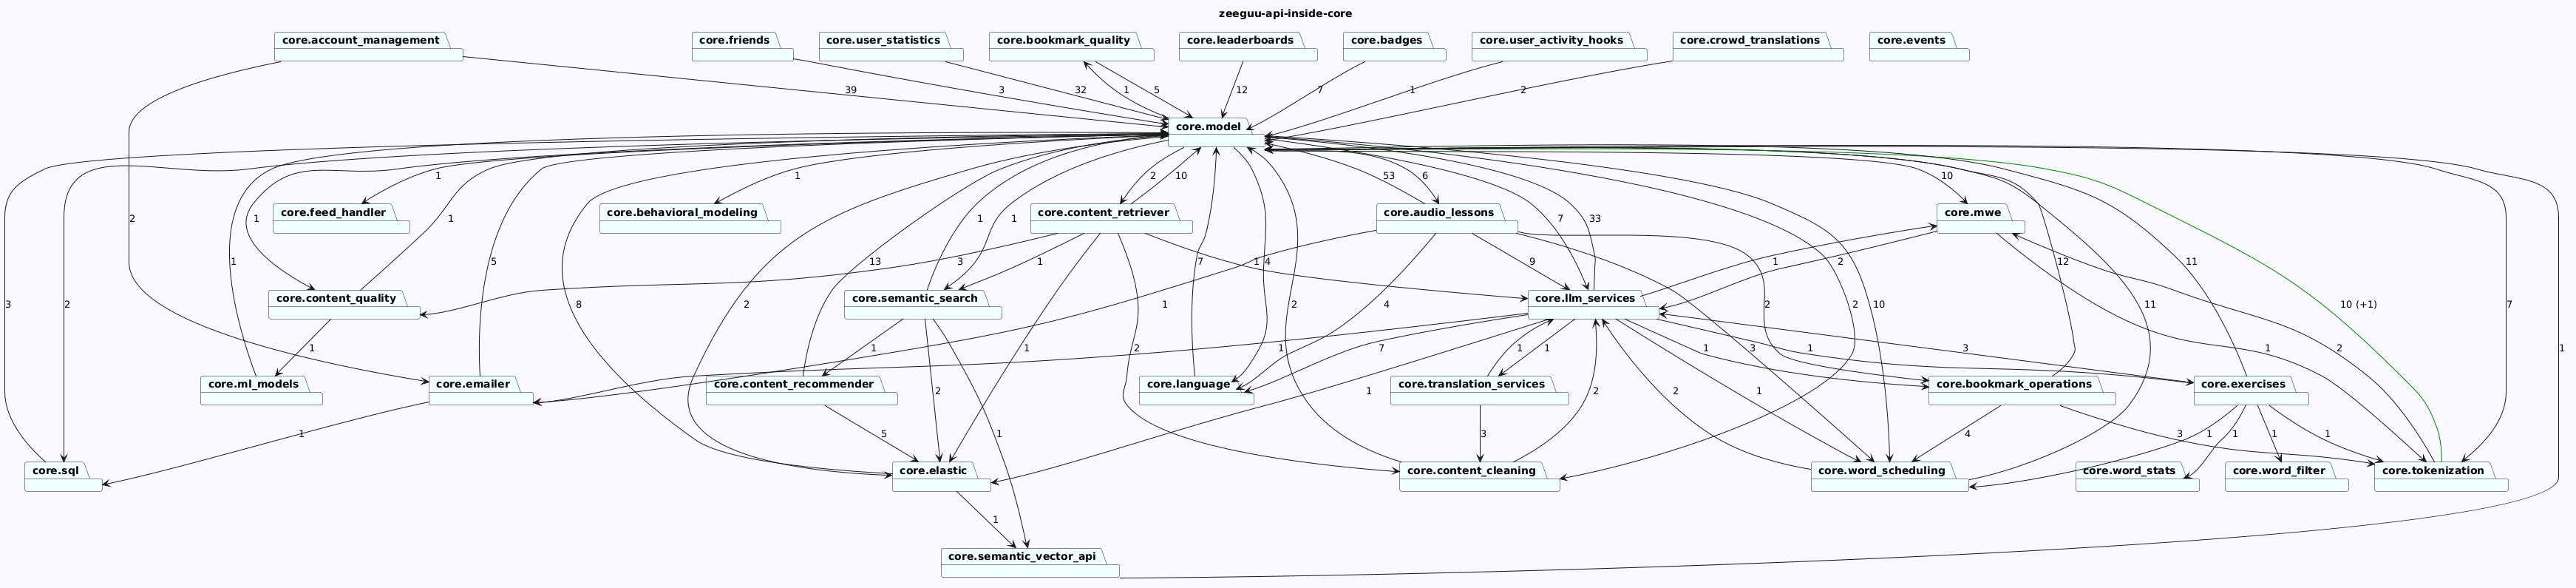 zeeguu-api-inside-core
core.account_management
core.friends
core.user_statistics
core.bookmark_quality
core.leaderboards
core.badges
core.user_activity_hooks
core.crowd_translations
core.events
39
3
32
1
5
12
7
1
2
core.model
1
1
2
1
6
7
10
core.feed_handler
core.behavioral_modeling
core.content_retriever
core.audio_lessons
core.mwe
10
53
3
2
2
1
1
1
1
33
7
4
2
2
10
12
11
11
10 (+1)
7
1
5
13
3
1
8
2
1
1
4
9
1
2
core.content_quality
core.semantic_search
core.llm_services
1
1
2
1
7
1
1
1
1
3
1
2
1
2
3
core.ml_models
core.emailer
core.content_recommender
core.language
core.translation_services
core.bookmark_operations
core.exercises
1
5
1
1
3
2
2
1
4
3
1
1
1
1
core.sql
core.elastic
core.content_cleaning
core.word_scheduling
core.word_stats
core.word_filter
core.tokenization
1
core.semantic_vector_api